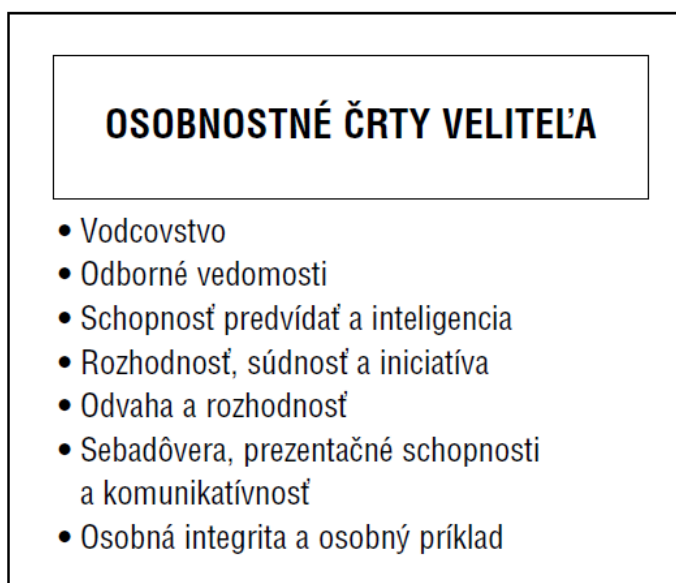 OSOBNOSTNÉ ČRTY VELITEĽA
• Vodcovstvo
• Odborné vedomosti
• Schopnosť predvídať a inteligencia
• Rozhodnosť, súdnosť a iniciatíva
• Odvaha a rozhodnosť
• Sebadôvera, prezentačné schopnosti
a komunikatívnosť
• Osobná integrita a osobný príklad